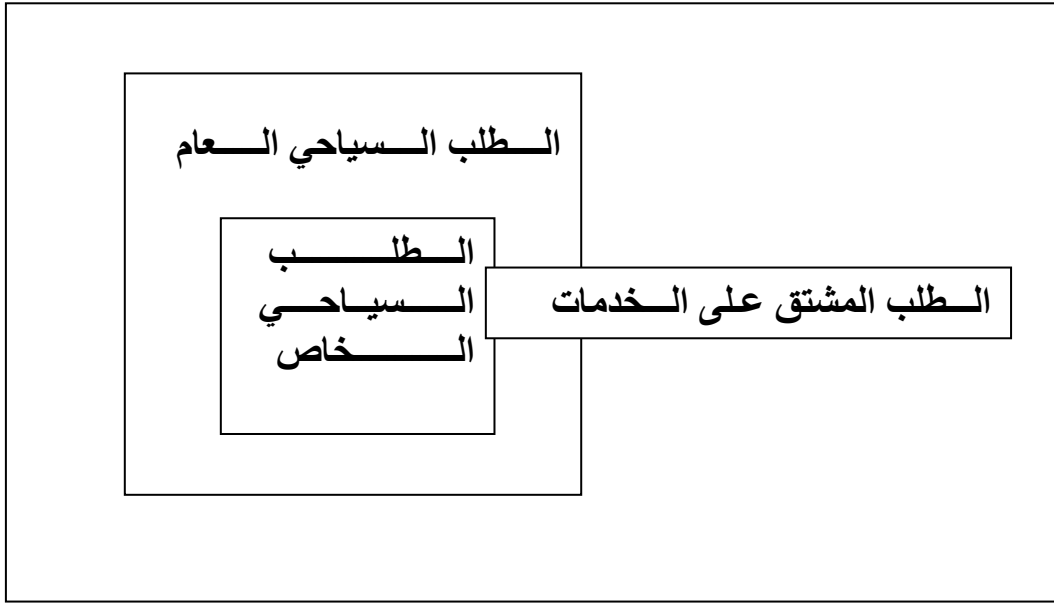 الطلب السياحي العام
الطلب
السياحي
الخاص
الطلب المشتق على الخدمات